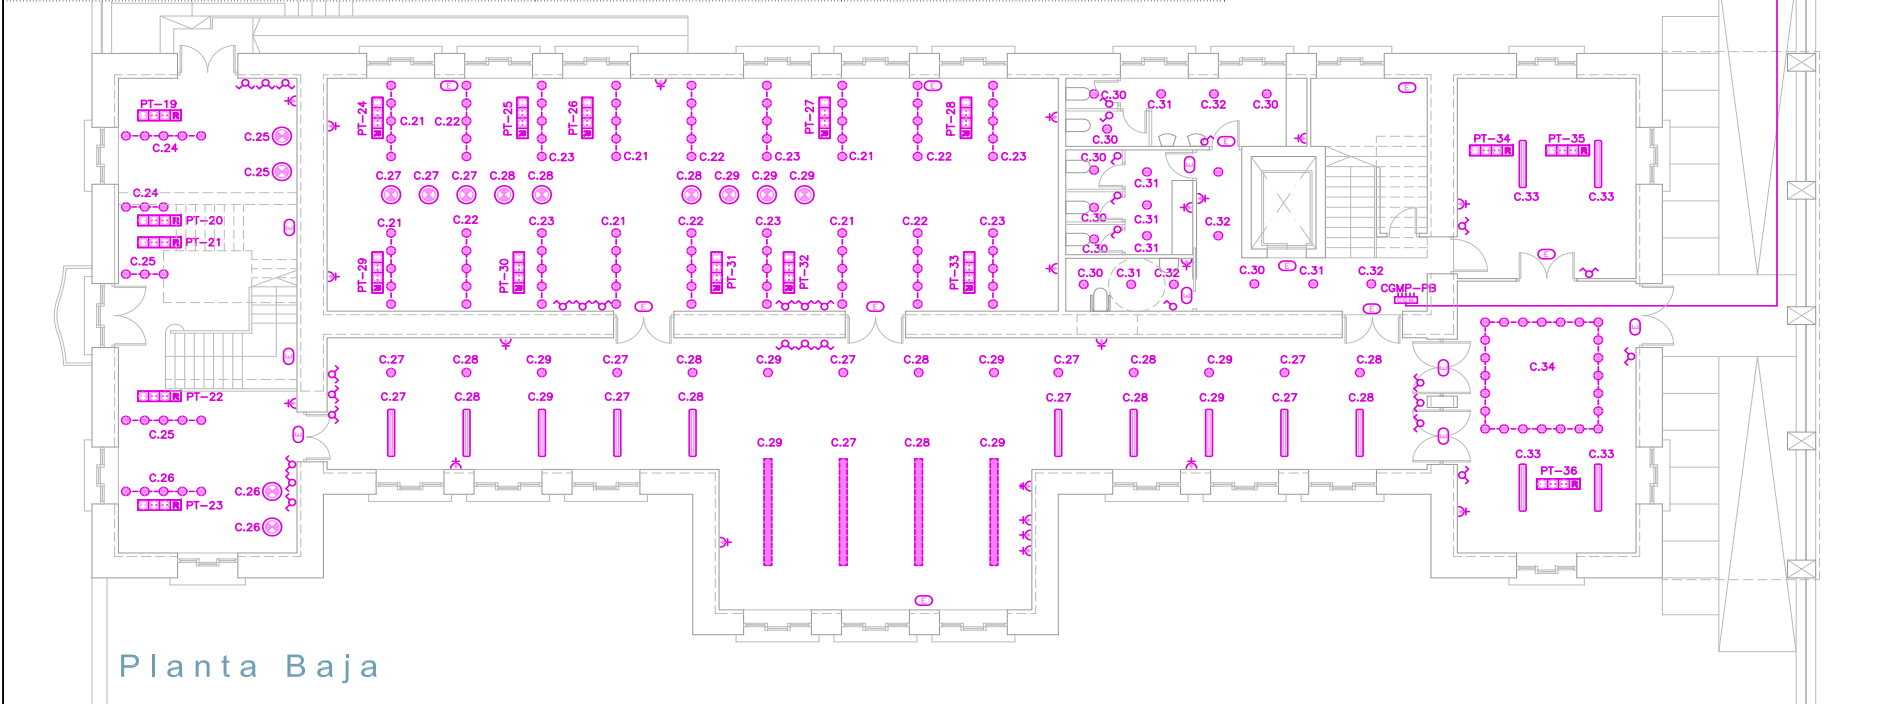 PT-19
C.24
C.25
C.25
C.24
PT-20
PT-21
C.25
PT-22
C.25
C.26
PT-23
C.26
C.26
PT-24
C.21
C.22
PT-25
C.23
PT-26
C.21
C.22
C.23
PT-27
C.21
C.22
PT-28
C.23
C.27
C.27
C.27
C.28
C.28
C.28
C.29
C.29
C.29
C.21
C.22
C.23
C.21
C.22
C.23
C.21
C.22
C.23
PT-29
PT-30
PT-31
PT-32
PT-33
C.30
C.31
C.32
C.30
C.30
C.30
C.31
C.30
C.31
C.32
C.30
C.31
C.30
C.31
C.32
C.30
C.31
C.32
CGMP-PB
PT-34
PT-35
C.33
C.33
C.27
C.28
C.29
C.27
C.28
C.29
C.27
C.28
C.29
C.27
C.28
C.29
C.27
C.28
C.27
C.28
C.29
C.27
C.28
C.27
C.28
C.29
C.27
C.28
C.29
C.27
C.28
C.29
C.34
C.33
C.33
PT-36
Planta Baja